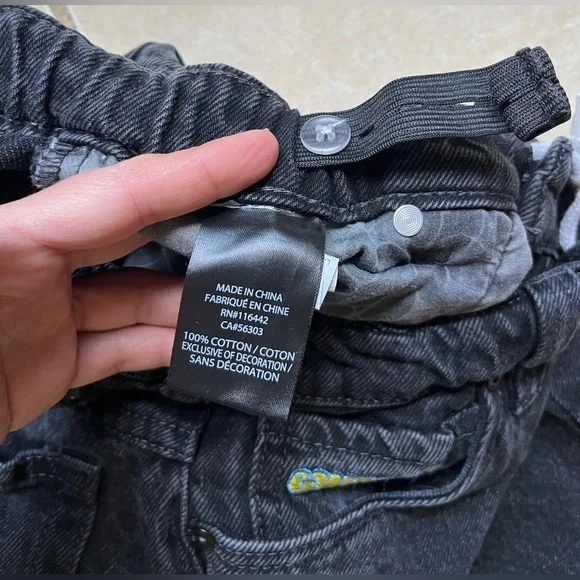 MADE IN CHINA
FABRIQUÉ EN CHINE
RN#116442
CA#56303
100% COTTON / COTON
EXCLUSIVE OF DECORATION /
SANS DÉCORATION